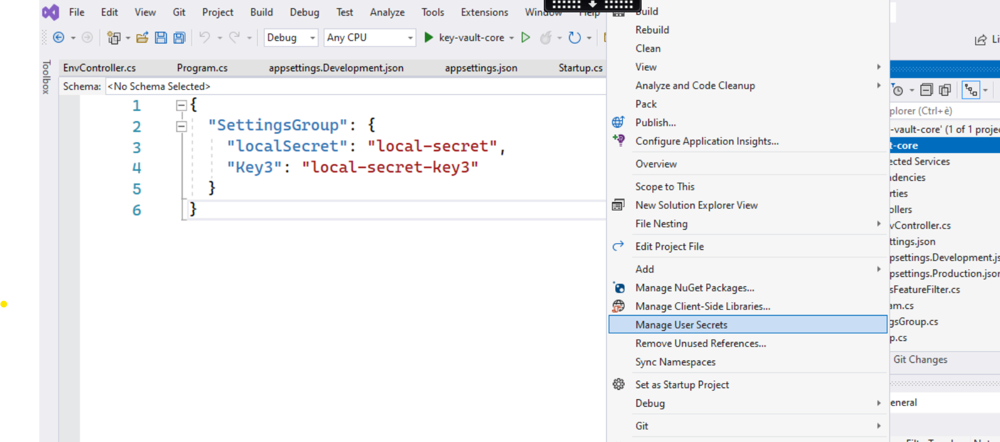 File Edit View Git Project Build Debug Test Analyze Tools Extensions Window Help
Debug Any CPU key-vault-core
Toolbox
EnvController.cs Program.cs appsettings.Development.json appsettings.json Startup.cs
Schema: <No Schema Selected>
1 {
2 "SettingsGroup": {
3 "localSecret": "local-secret",
4 "Key3": "local-secret-key3"
5 }
6 }
Build
Rebuild
Clean
View
Analyze and Code Cleanup
Pack
Publish...
Configure Application Insights...
Overview
Scope to This
New Solution Explorer View
File Nesting
Edit Project File
Add
Manage NuGet Packages...
Manage Client-Side Libraries...
Manage User Secrets
Remove Unused References...
Sync Namespaces
Set as Startup Project
Debug
Git
Li
plorer (Ctrl+è)
-vault-core' (1 of 1 projec
t-core
ected Services
dencies
rties
ollers
vController.cs
ttings.json
psettings.Development.js
psettings.Production.json
sFeatureFilter.cs
am.cs
gsGroup.cs
p.cs
Git Changes
eneral